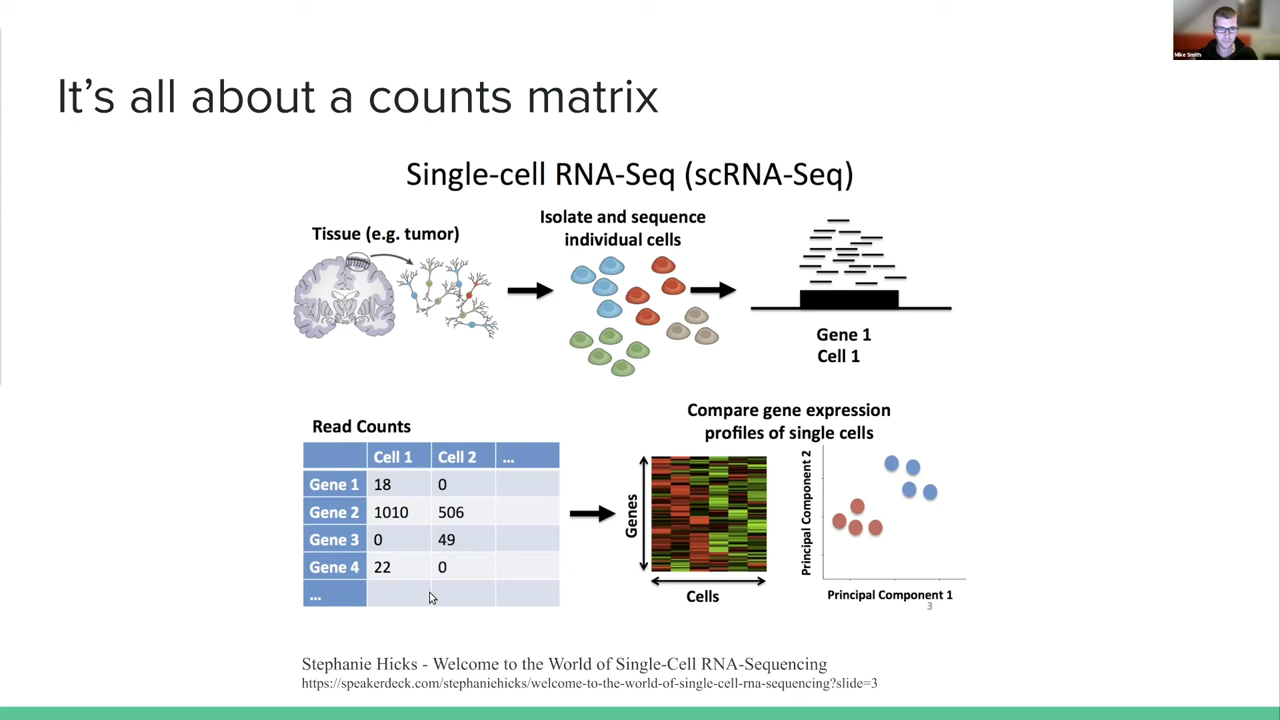 Mike Smith
It's all about a counts matrix
Single-cell RNA-Seq (scRNA-Seq)
Tissue (e.g. tumor)
Isolate and sequence
individual cells
Gene 1
Cell 1
Read Counts
Cell 1 Cell 2 ...
Gene 1 18 0
Gene 2 1010 506
Gene 3 0 49
Gene 4 22 0
...
Compare gene expression
profiles of single cells
Genes
Cells
Principal Component 2
Principal Component 1
3
Stephanie Hicks - Welcome to the World of Single-Cell RNA-Sequencing
https://speakerdeck.com/stephaniehicks/welcome-to-the-world-of-single-cell-rna-sequencing?slide=3